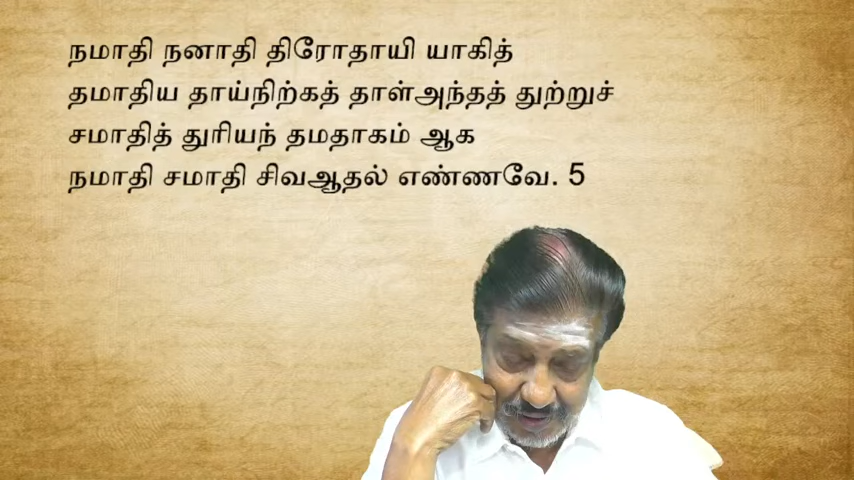 நமாதி நனாதி திரோதாயி யாகித்
தமாதிய தாய்நிற்கத் தாள்அந்தத் துற்றுச்
சமாதித் துரியந் தமதாகம் ஆக
நமாதி சமாதி சிவஆதல் எண்ணவே. 5